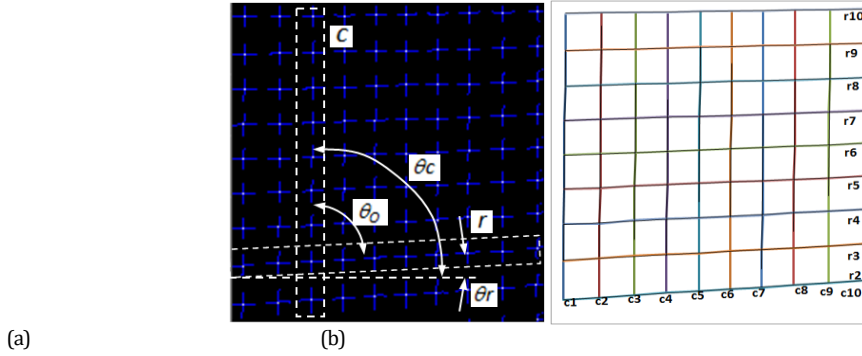 c
θc
θo
r
θr
r10
r9
r8
r7
r6
r5
r4
r3
r2
c1 c2 c3 c4 c5 c6 c7 c8 c9 c10
(a) (b)